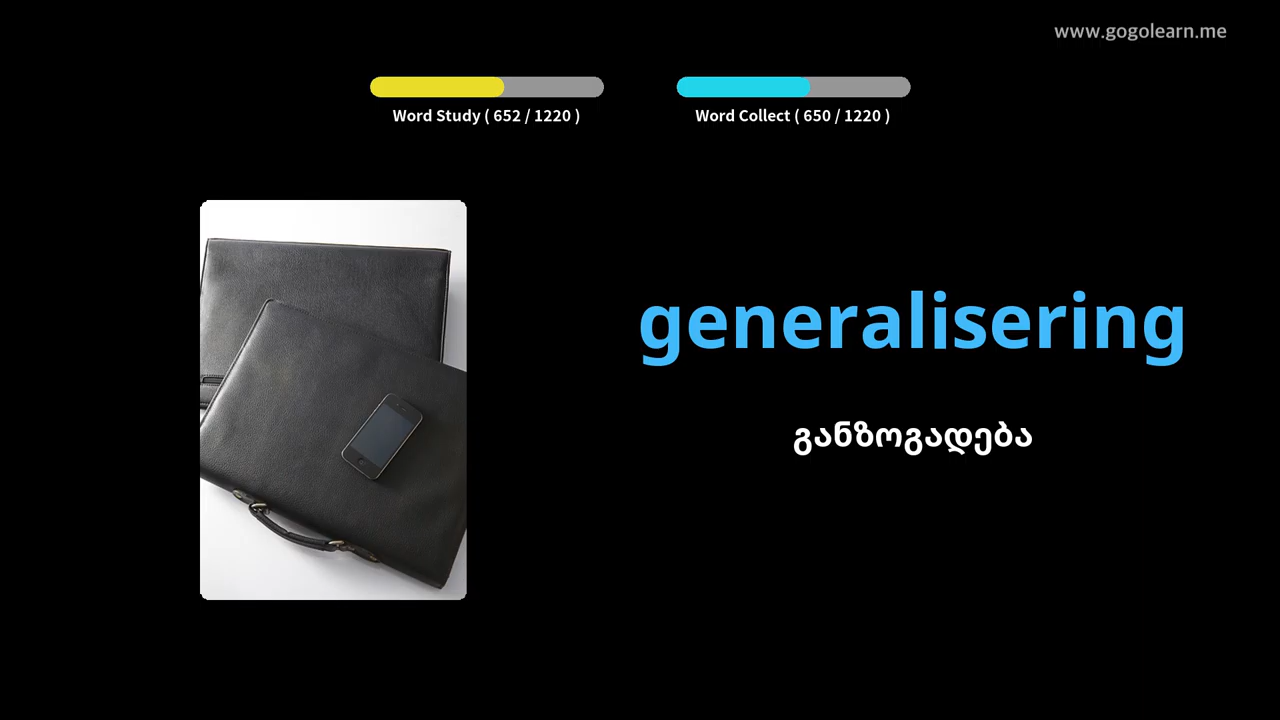 www.gogolearn.me
Word Study ( 652 / 1220 )
Word Collect ( 650 / 1220 )
generalisering
განზოგადება